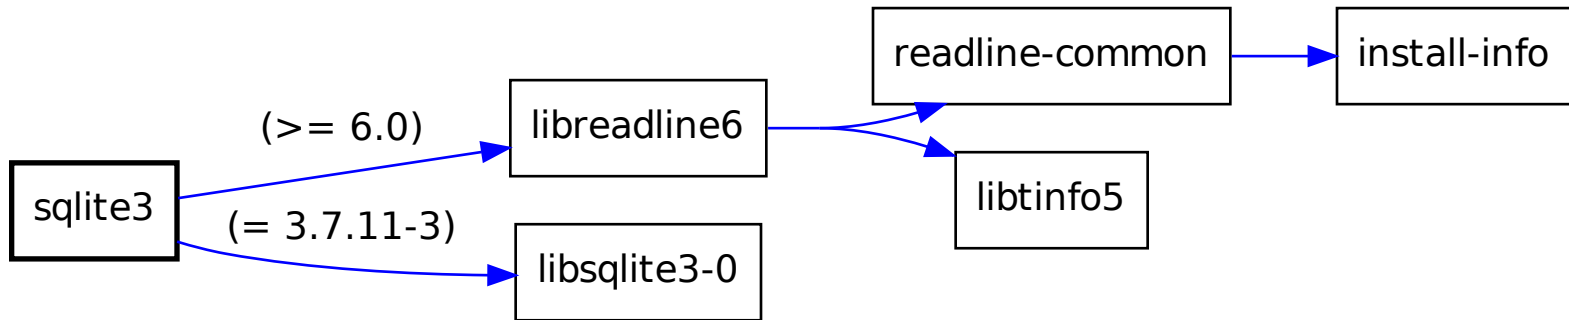 readline-common
install-info
(>= 6.0)
libreadline6
sqlite3
libtinfo5
(= 3.7.11-3)
libsqlite3-0